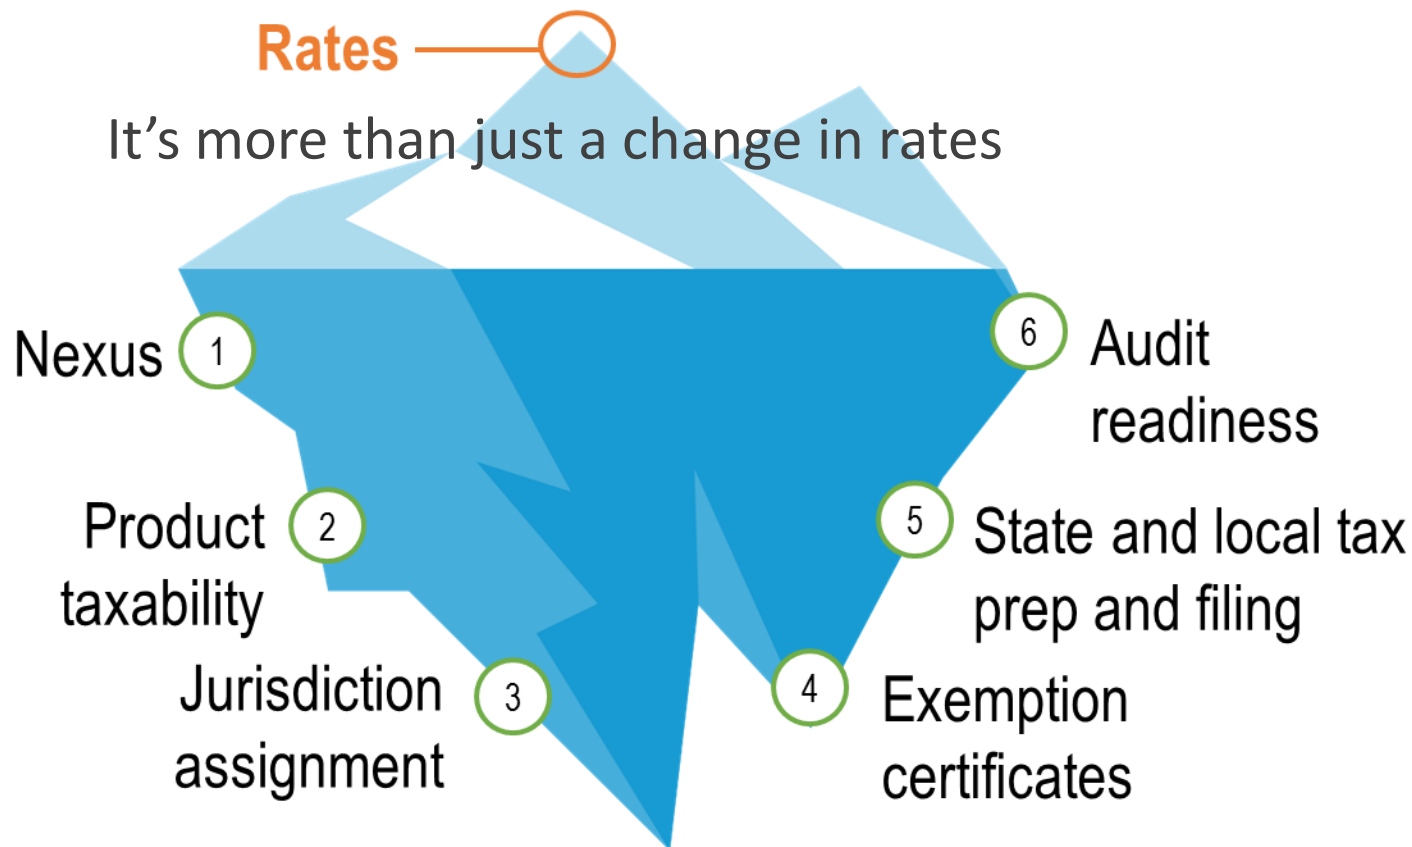 Rates
It’s more than just a change in rates
Nexus
1
Product
taxability
2
Jurisdiction
assignment
3
4
Exemption
certificates
5
State and local tax
prep and filing
6
Audit
readiness